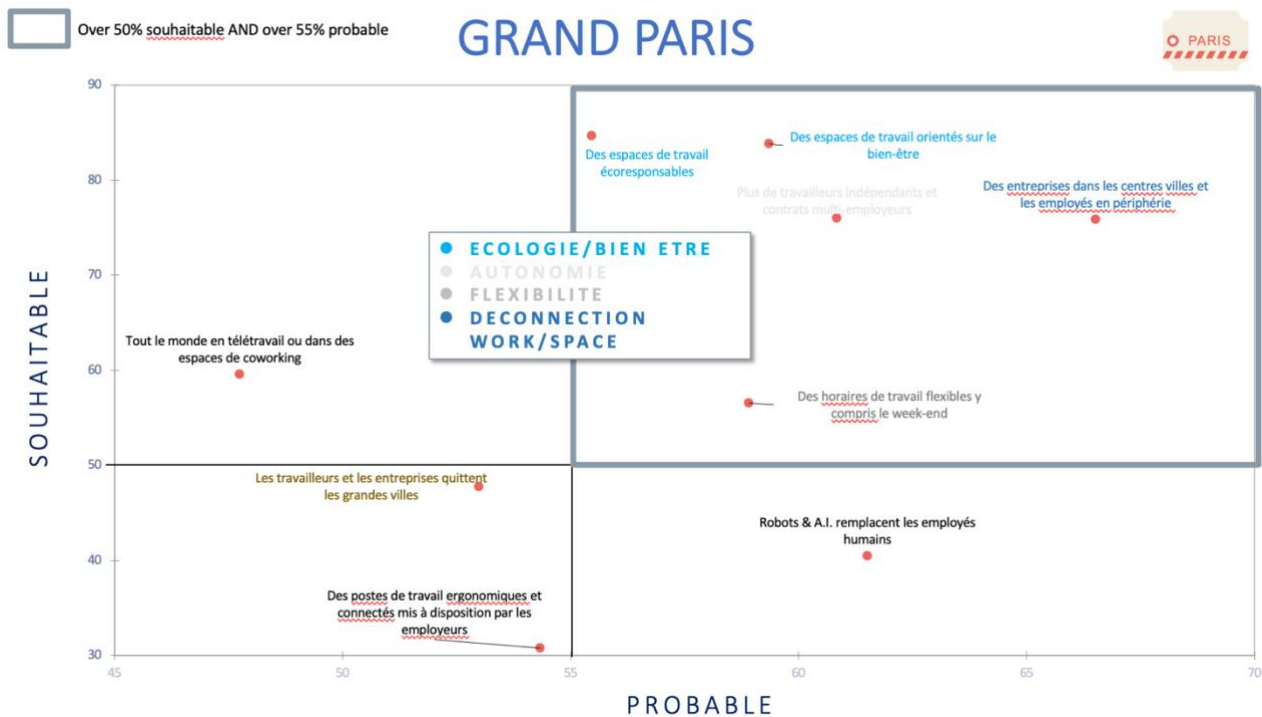 Over 50% souhaitable AND over 55% probable
GRAND PARIS
PARIS
90
80
70
60
50
40
30
SOUHAITABLE
Des espaces de travail
écoresponsables
Des espaces de travail orientés sur le
bien-être
Plus de travailleurs indépendants et
contrats multi-employeurs
Des entreprises dans les centres villes et
les employés en périphérie
ECOLOGIE/BIEN ETRE
AUTONOMIE
FLEXIBILITE
DECONNECTION
WORK/SPACE
Tout le monde en télétravail ou dans des
espaces de coworking
Des horaires de travail flexibles y
compris le week-end
Les travailleurs et les entreprises quittent
les grandes villes
Robots & A.I. remplacent les employés
humains
Des postes de travail ergonomiques et
connectés mis à disposition par les
employeurs
45 50 55 60 65 70
PROBABLE